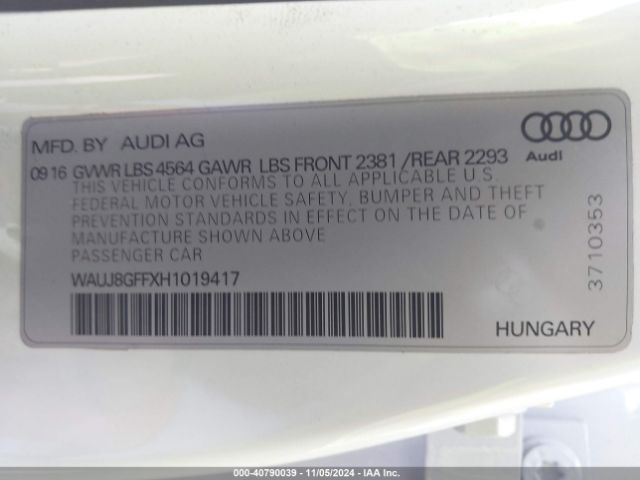 MFD. BY AUDI AG
09 16 GVWR LBS 4564 GAWR LBS FRONT 2381 /REAR 2293
THIS VEHICLE CONFORMS TO ALL APPLICABLE U.S.
FEDERAL MOTOR VEHICLE SAFETY, BUMPER AND THEFT
PREVENTION STANDARDS IN EFFECT ON THE DATE OF
MANUFACTURE SHOWN ABOVE
PASSENGER CAR
WAUJ8GFFXH1019417
Audi
3710353
HUNGARY
000-40790039 - 11/05/2024 - IAA Inc.